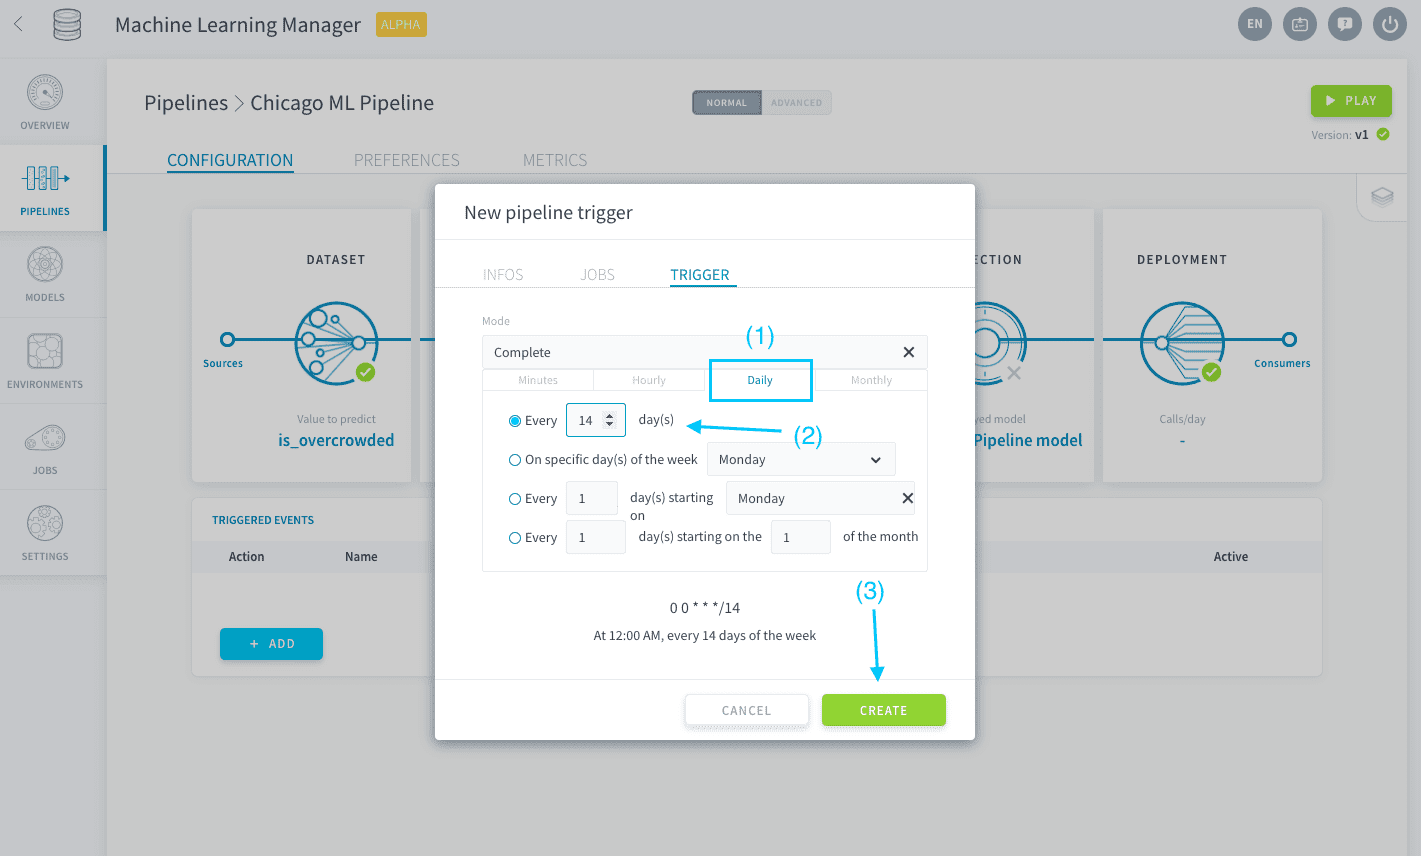 Machine Learning Manager ALPHA EN
OVERVIEW
PIPELINES
MODELS
ENVIRONMENTS
JOBS
SETTINGS
Pipelines > Chicago ML Pipeline
NORMAL ADVANCED
PLAY
Version: v1
CONFIGURATION PREFERENCES METRICS
DATASET
Sources
Value to predict
is_overcrowded
ECTION
yed model
Pipeline model
DEPLOYMENT
Consumers
Calls/day
-
New pipeline trigger
INFOS JOBS TRIGGER
Mode
(1)
Complete
Minutes Hourly Daily Monthly
Every 14 day(s)
(2)
On specific day(s) of the week Monday
Every 1 day(s) starting on Monday
Every 1 day(s) starting on the 1 of the month
(3)
0 0 * * */14
At 12:00 AM, every 14 days of the week
CANCEL CREATE
TRIGGERED EVENTS
Action Name Active
+ ADD